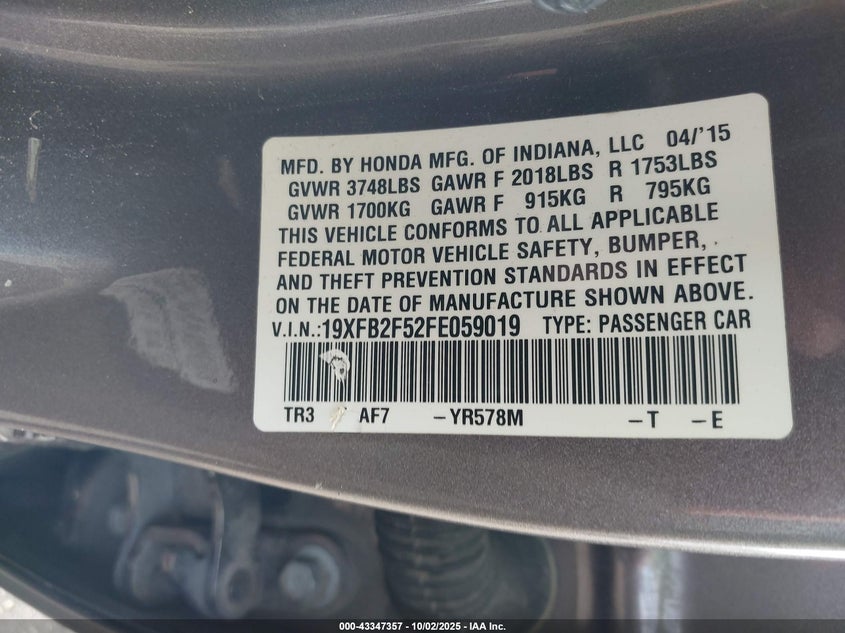 MFD. BY HONDA MFG. OF INDIANA, LLC 04/'15
GVWR 3748LBS GAWR F 2018LBS R 1753LBS
GVWR 1700KG GAWR F 915KG R 795KG
THIS VEHICLE CONFORMS TO ALL APPLICABLE
FEDERAL MOTOR VEHICLE SAFETY, BUMPER,
AND THEFT PREVENTION STANDARDS IN EFFECT
ON THE DATE OF MANUFACTURE SHOWN ABOVE.
V.I.N.:19XFB2F52FE059019 TYPE: PASSENGER CAR
TR3 AF7 –YR578M –T –E
000-43347357 - 10/02/2025 - IAA Inc.